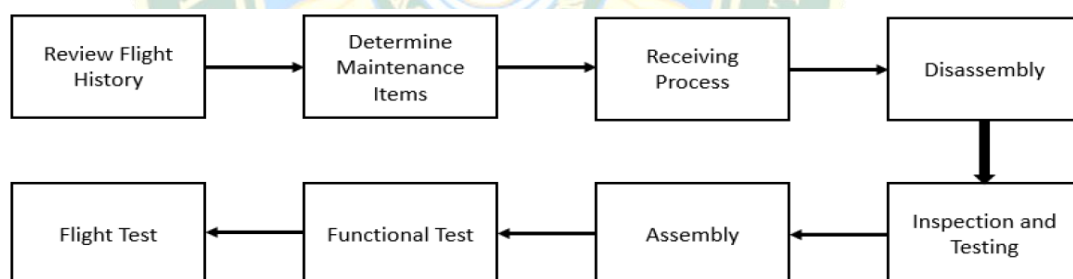 Review Flight
History
Determine
Maintenance
Items
Receiving
Process
Disassembly
Inspection and
Testing
Assembly
Functional Test
Flight Test